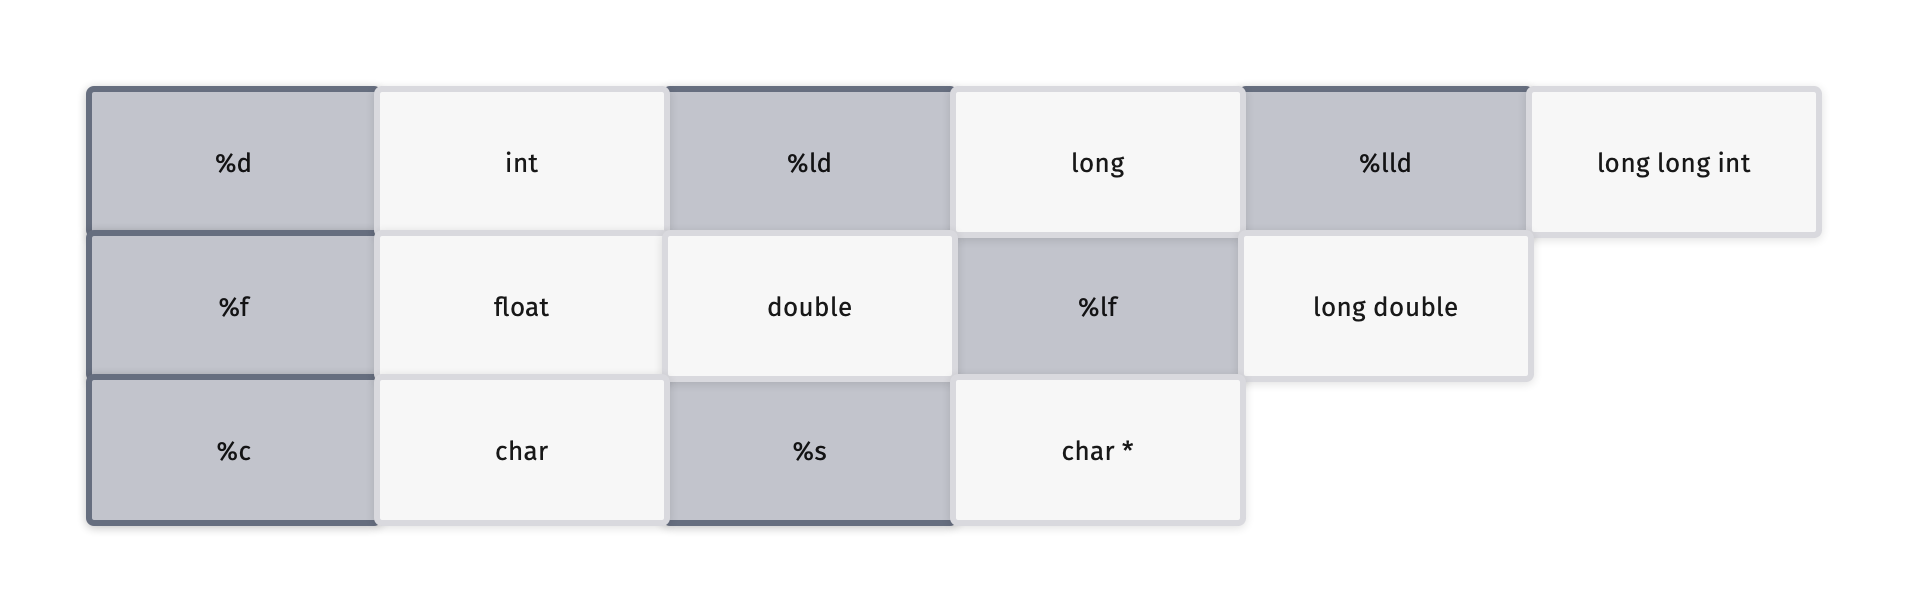 %d int %ld long %lld long long int
%f float double %lf long double
%c char %s char *